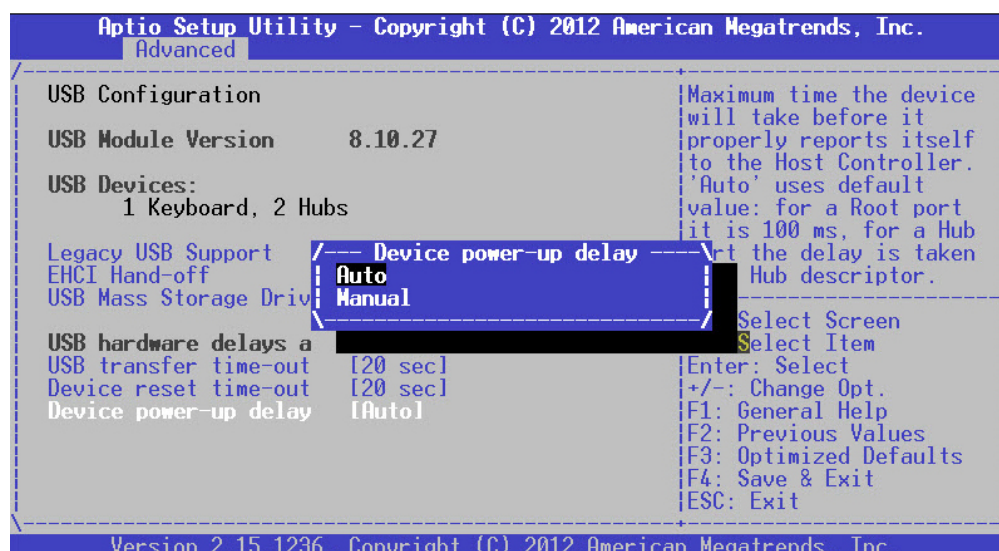 Aptio Setup Utility - Copyright (C) 2012 American Megatrends, Inc.
Advanced
USB Configuration
USB Module Version 8.10.27
USB Devices:
1 Keyboard, 2 Hubs
Legacy USB Support
EHCI Hand-off
USB Mass Storage Driv
USB hardware delays a
USB transfer time-out [20 sec]
Device reset time-out [20 sec]
Device power-up delay [Auto]
Device power-up delay
Auto
Manual
Maximum time the device
will take before it
properly reports itself
to the Host Controller.
'Auto' uses default
value: for a Root port
it is 100 ms, for a Hub
rt the delay is taken
Hub descriptor.
Select Screen
Select Item
Enter: Select
+/-: Change Opt.
F1: General Help
F2: Previous Values
F3: Optimized Defaults
F4: Save & Exit
ESC: Exit
Version 2.15.1236. Copyright (C) 2012 American Megatrends, Inc.